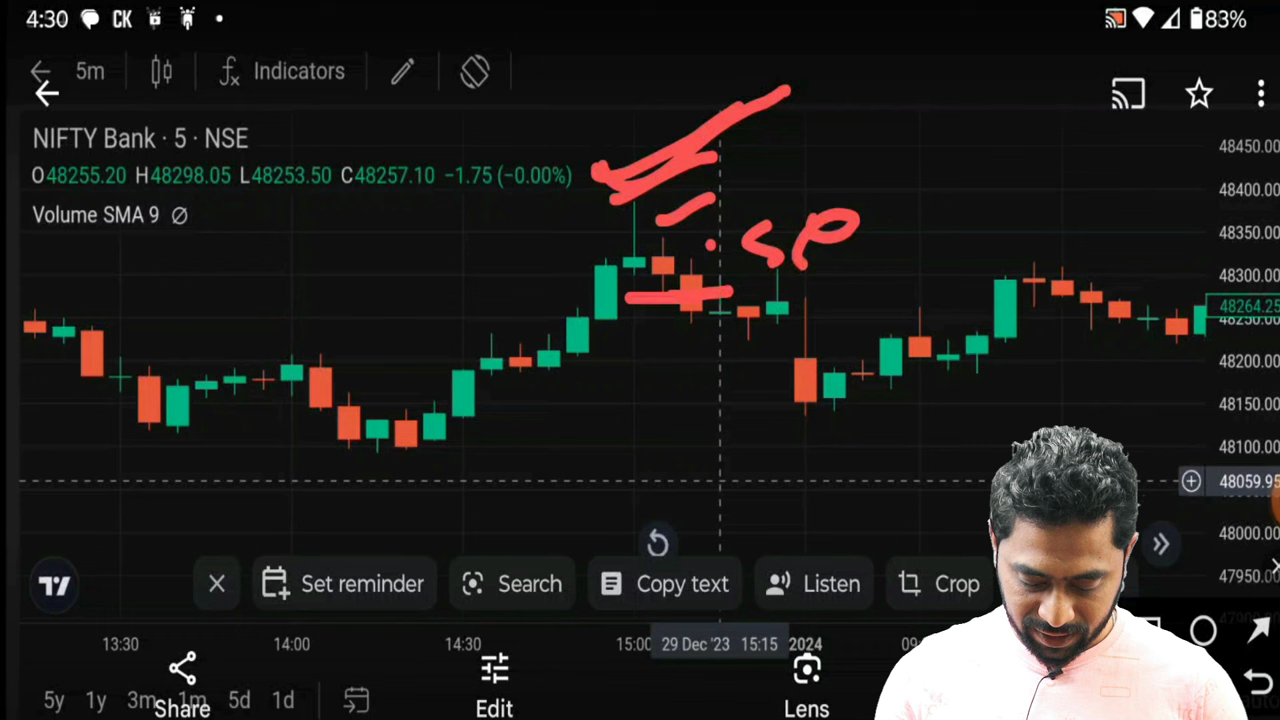 4:30 CK 83%
5m Indicators
NIFTY Bank · 5 · NSE
O48255.20 H48298.05 L48253.50 C48257.10 −1.75 (−0.00%)
Volume SMA 9 ∅
SP
48450.00
48400.00
48350.00
48300.00
48264.25
48250.00
48200.00
48150.00
48100.00
48059.95
48000.00
47950.00
Set reminder Search Copy text Listen Crop
13:30 14:00 14:30 15:00 29 Dec '23 15:15 2024
5y 1y 3m 1m 5d 1d
Share Edit Lens